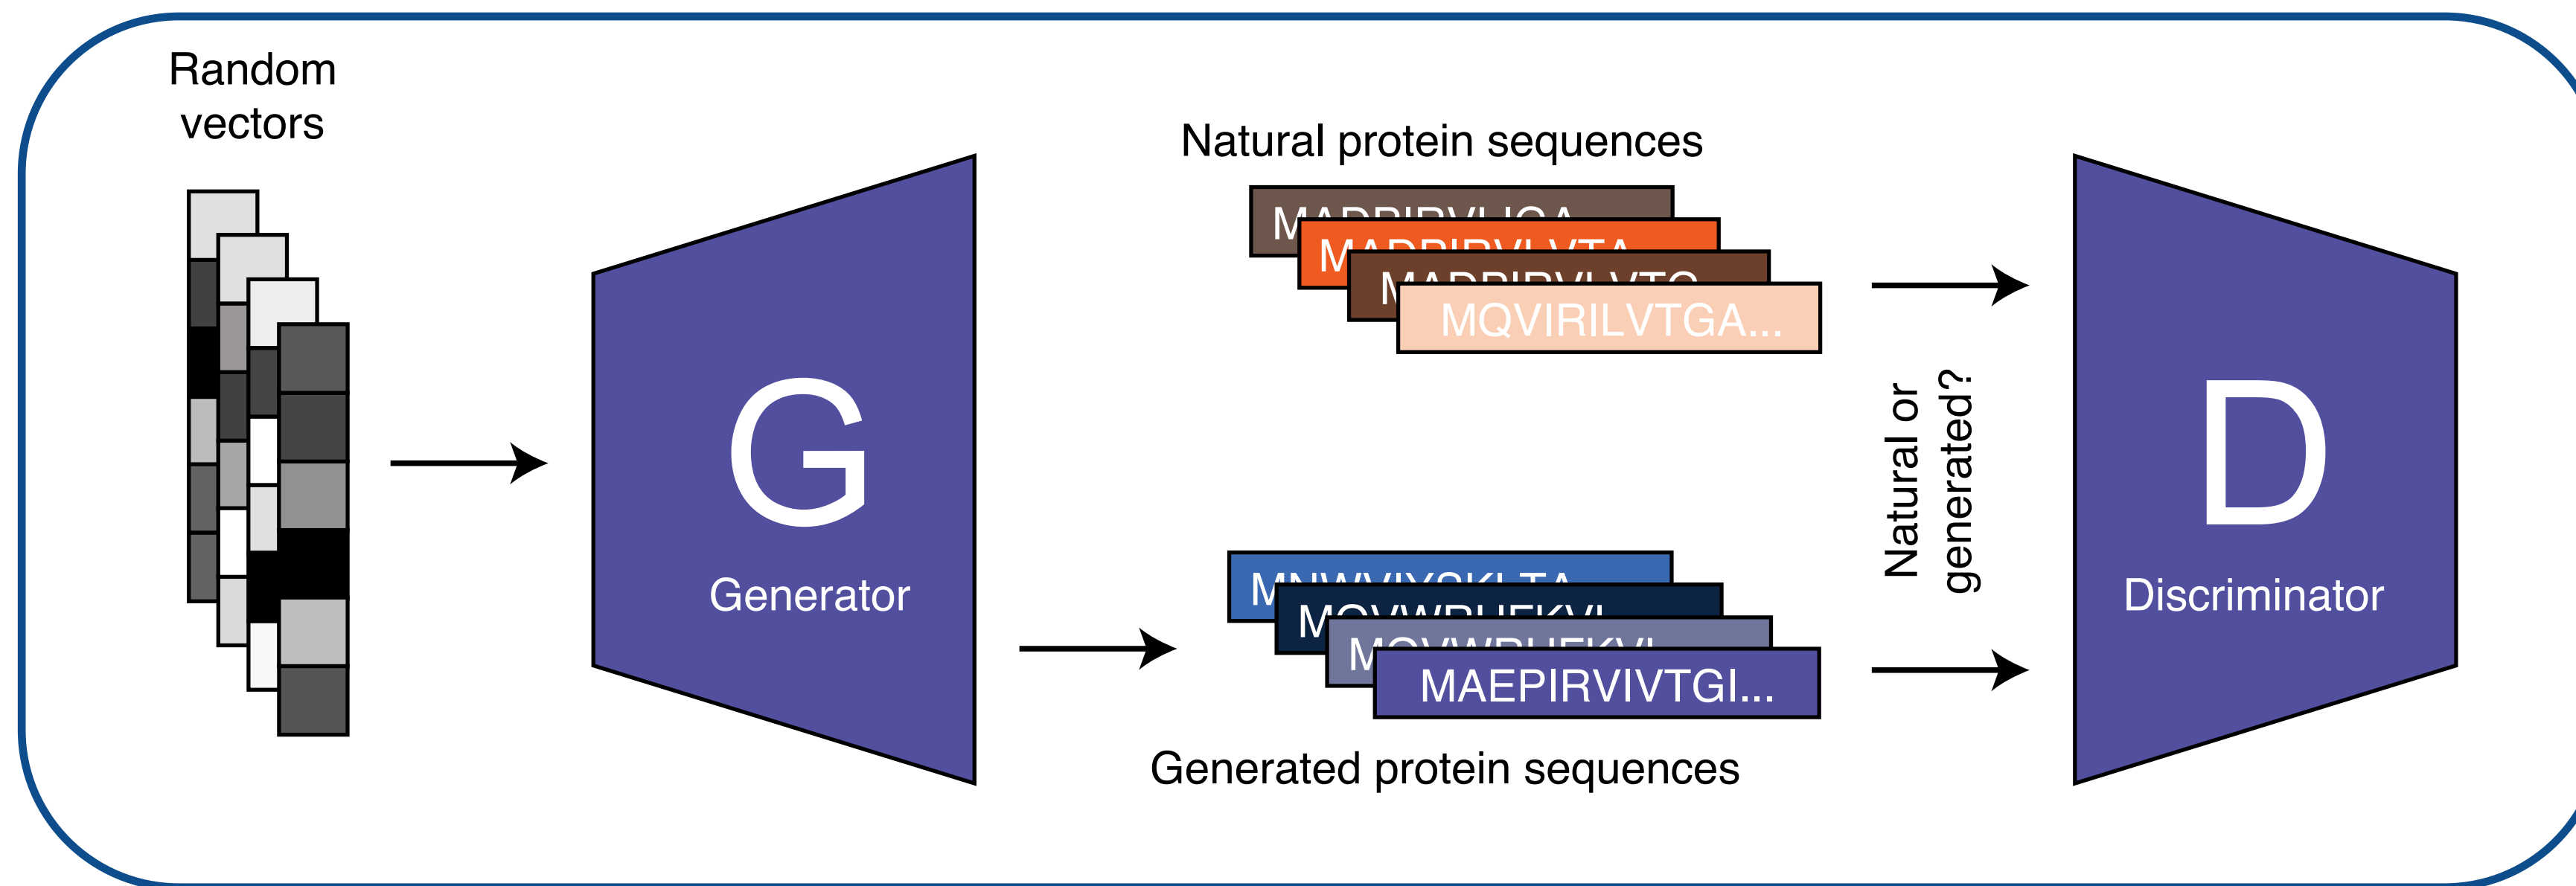 Random
vectors
G
Generator
Natural protein sequences
MQVIRILVTGA...
MAEPIRVIVTGI...
Generated protein sequences
Natural or
generated?
D
Discriminator